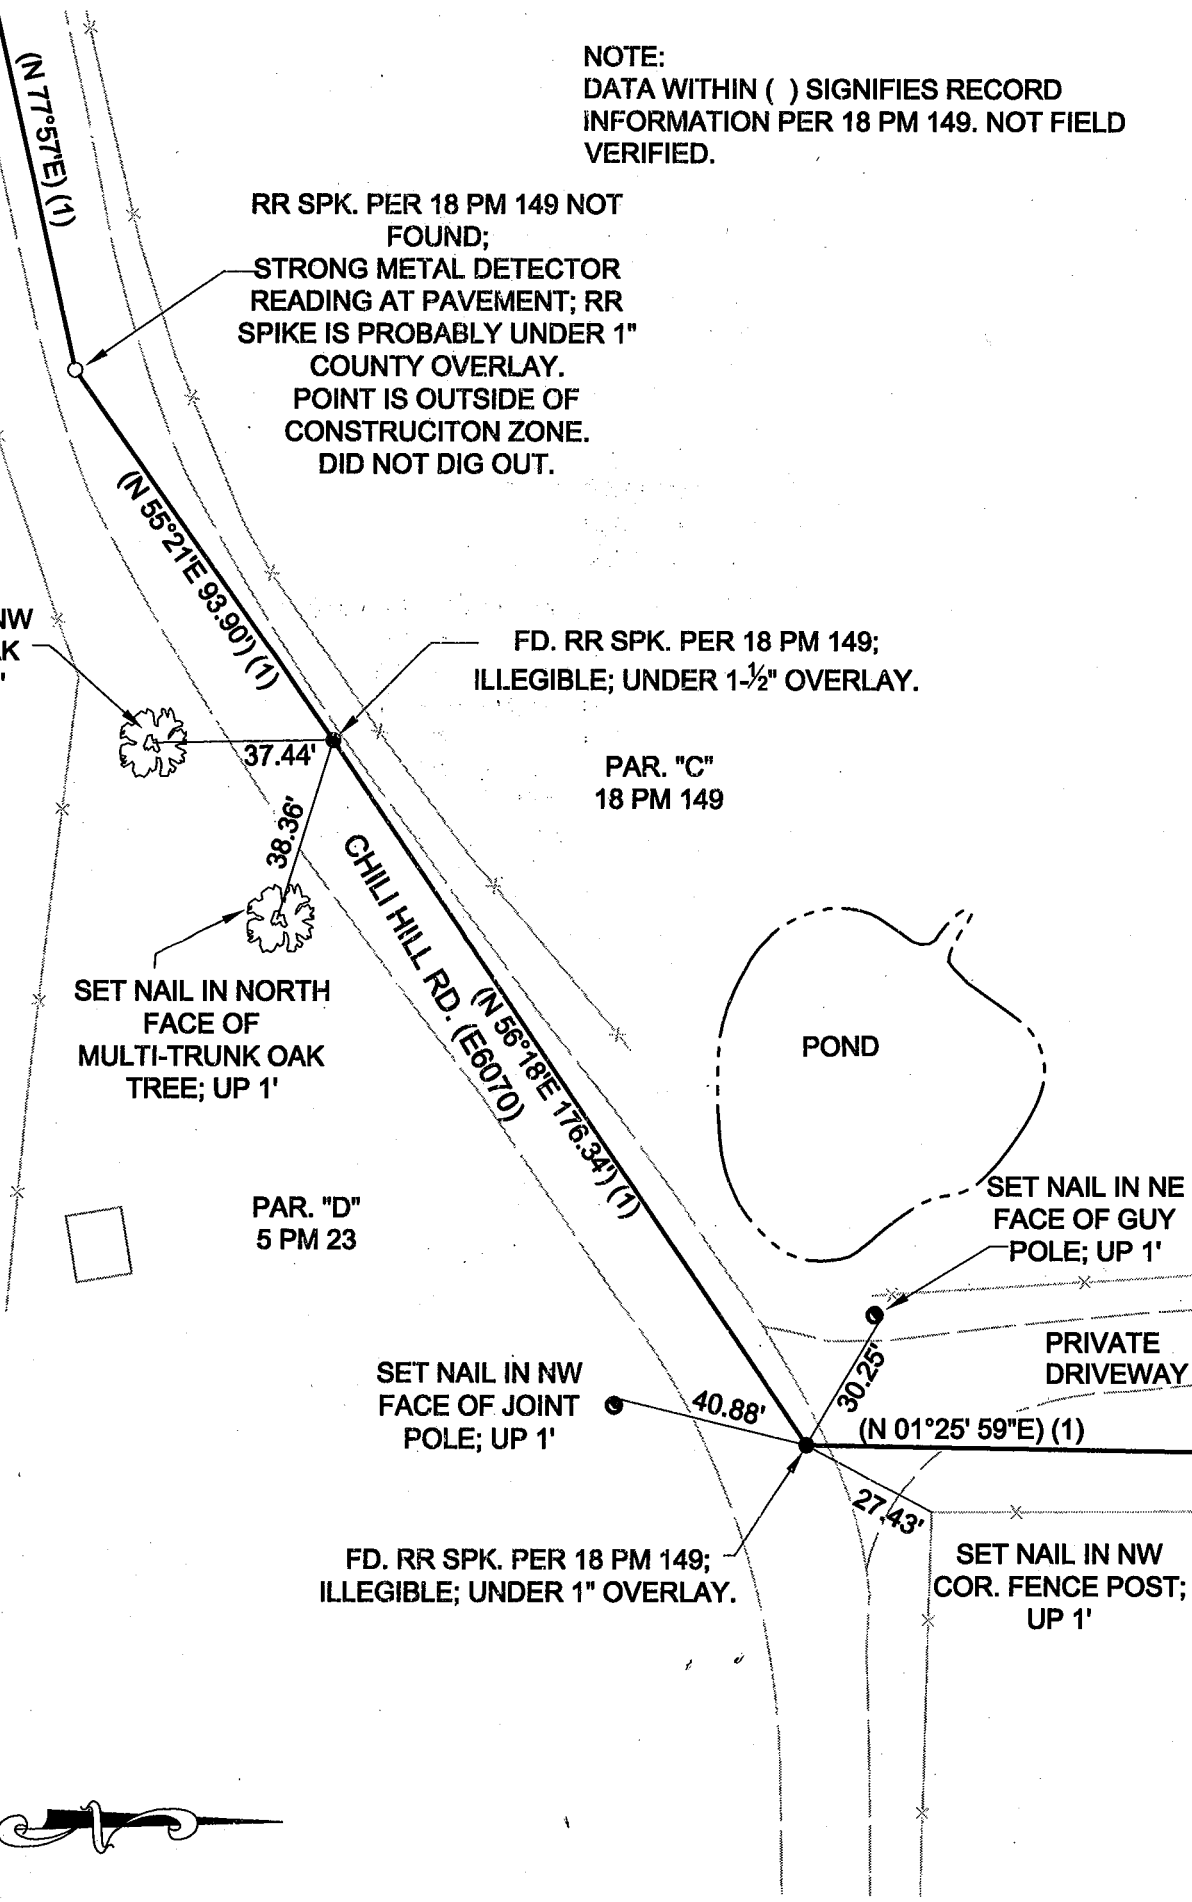 NOTE:
DATA WITHIN ( ) SIGNIFIES RECORD
INFORMATION PER 18 PM 149. NOT FIELD
VERIFIED.
(N 77°57'E) (1)
RR SPK. PER 18 PM 149 NOT
FOUND;
STRONG METAL DETECTOR
READING AT PAVEMENT; RR
SPIKE IS PROBABLY UNDER 1"
COUNTY OVERLAY.
POINT IS OUTSIDE OF
CONSTRUCITON ZONE.
DID NOT DIG OUT.
(N 55°21'E 93.90') (1)
FD. RR SPK. PER 18 PM 149;
ILLEGIBLE; UNDER 1-½" OVERLAY.
37.44'
38.36'
PAR. "C"
18 PM 149
CHILI HILL RD. (E6070)
(N 56°18'E 176.34') (1)
SET NAIL IN NORTH
FACE OF
MULTI-TRUNK OAK
TREE; UP 1'
POND
PAR. "D"
5 PM 23
SET NAIL IN NE
FACE OF GUY
POLE; UP 1'
PRIVATE
DRIVEWAY
SET NAIL IN NW
FACE OF JOINT
POLE; UP 1'
40.88'
30.25'
(N 01°25' 59"E) (1)
27.43'
FD. RR SPK. PER 18 PM 149;
ILLEGIBLE; UNDER 1" OVERLAY.
SET NAIL IN NW
COR. FENCE POST;
UP 1'